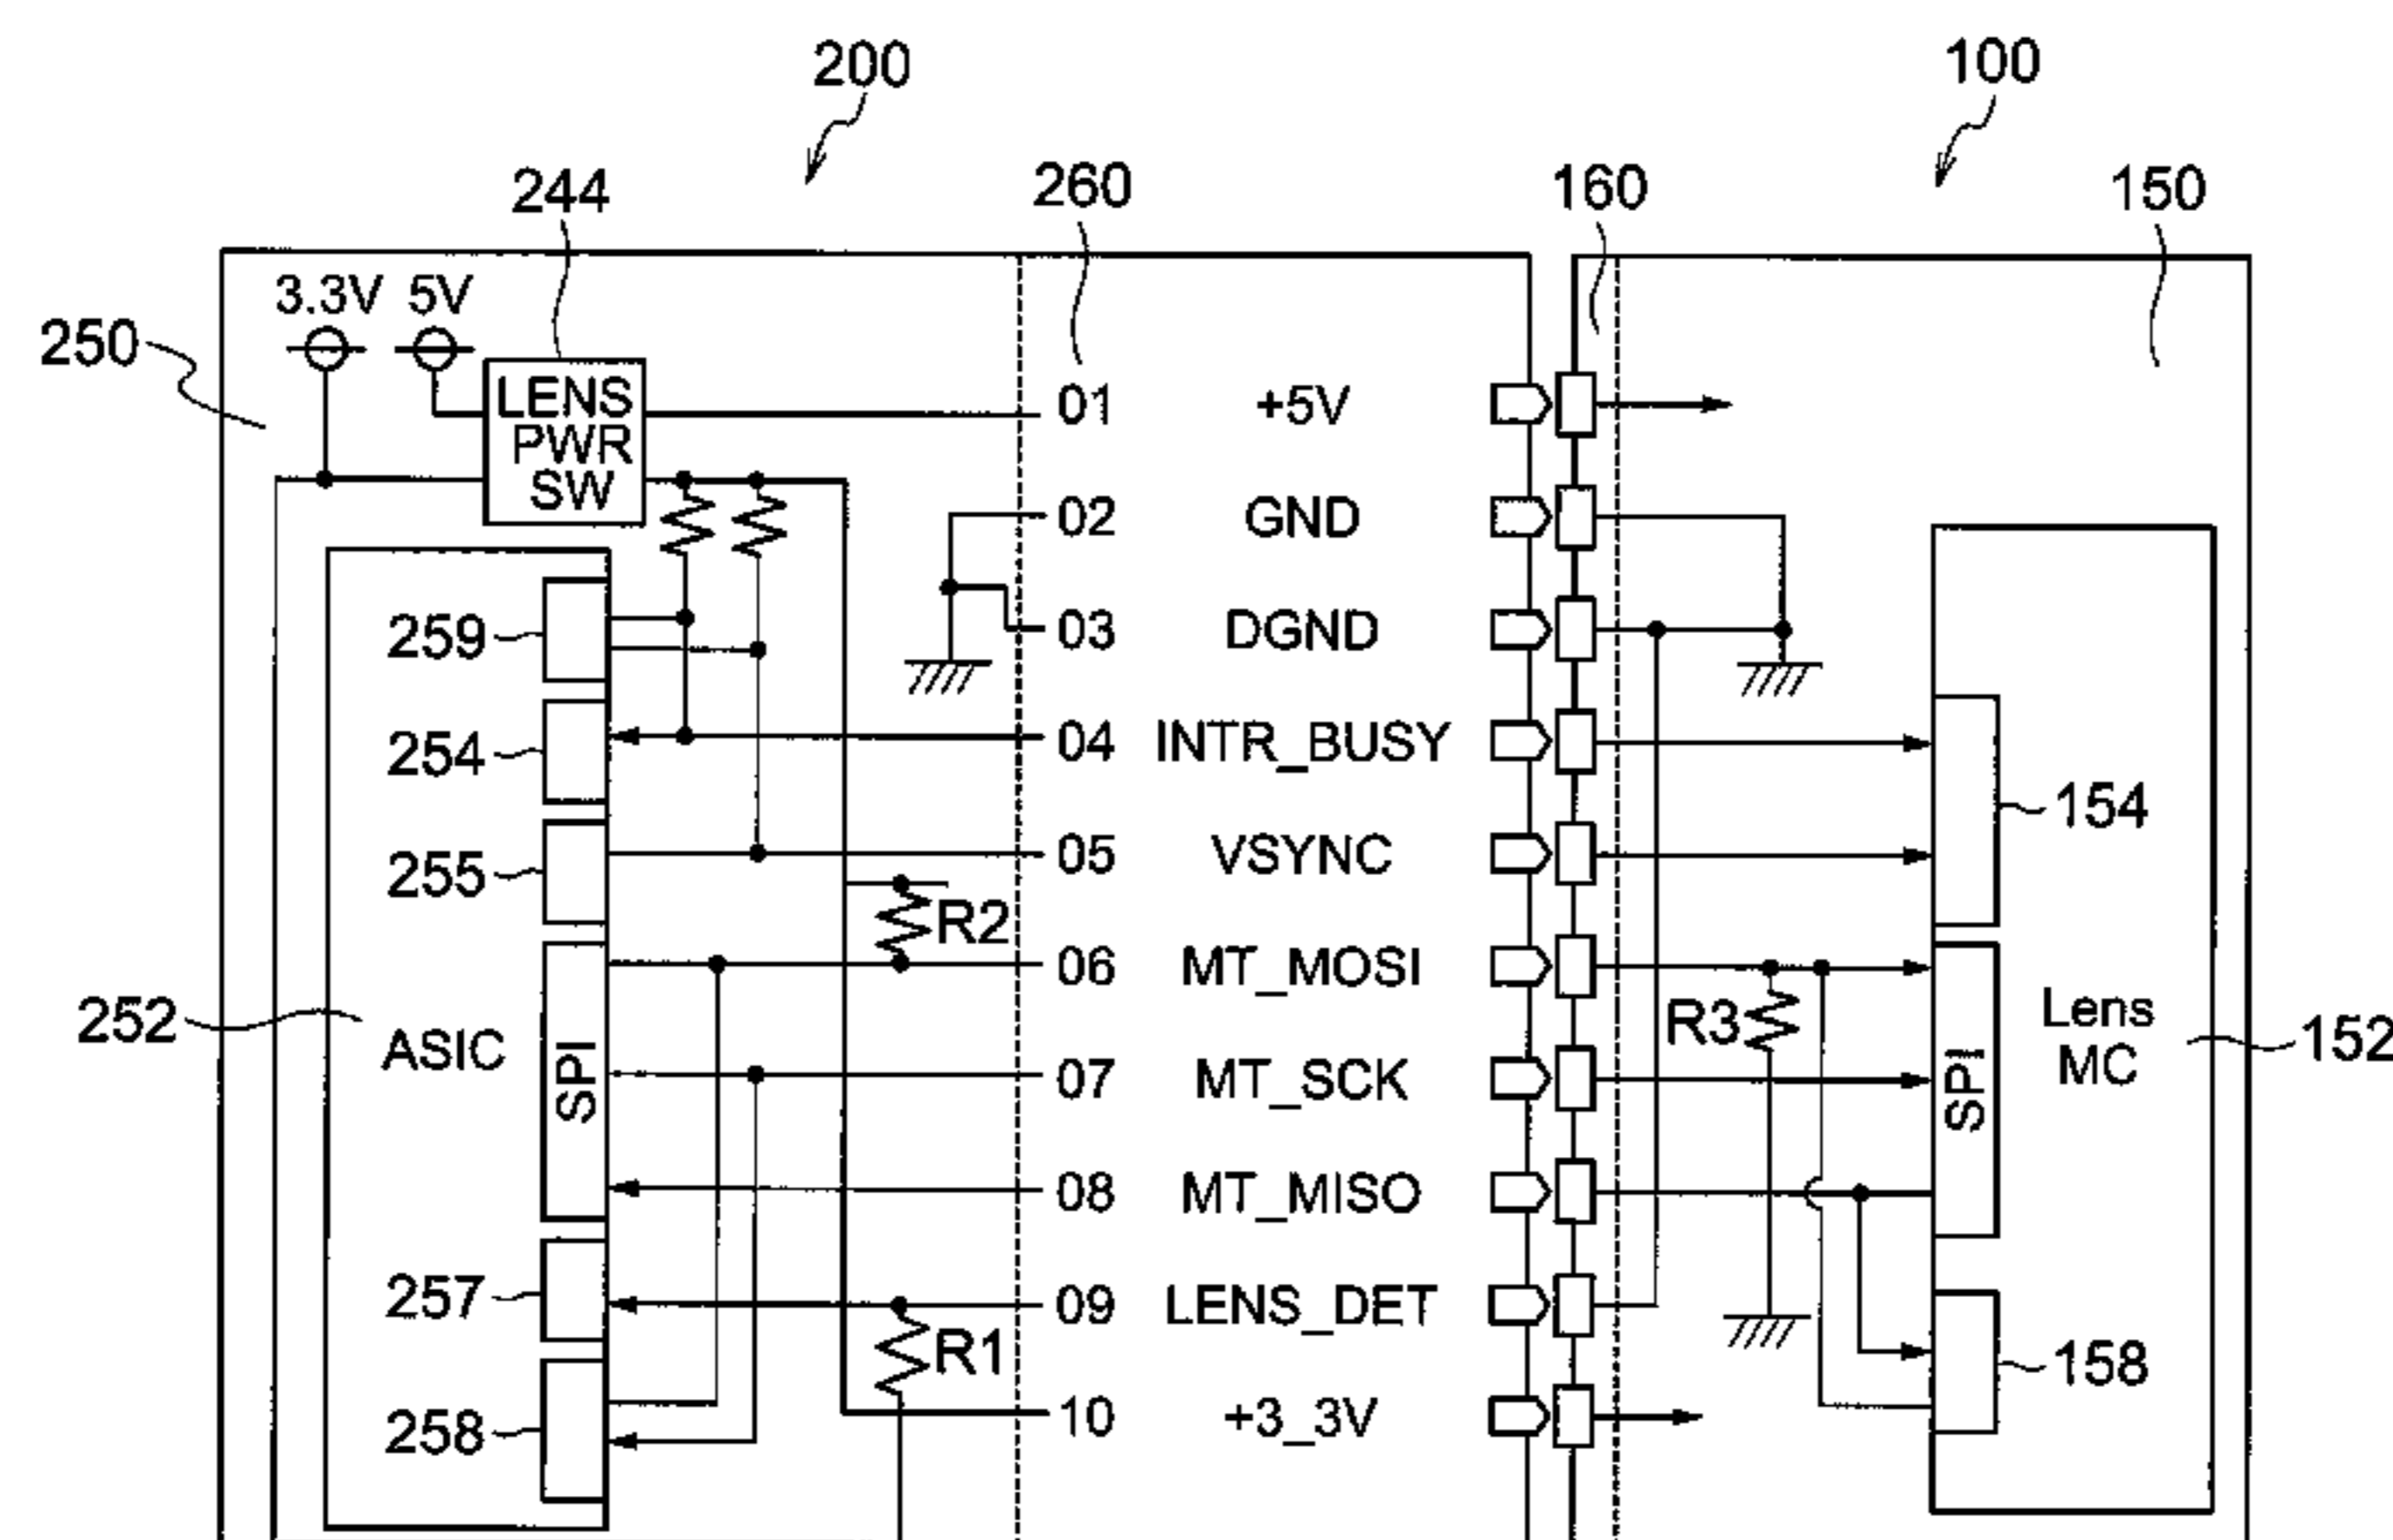 200
100
244
260
160
150
3.3V
5V
250
LENS
PWR
SW
01 +5V
02 GND
03 DGND
259
254
04 INTR_BUSY
154
255
05 VSYNC
R2
06 MT_MOSI
252
ASIC
SPI
R3
Lens
MC
SPI
152
07 MT_SCK
08 MT_MISO
257
09 LENS_DET
R1
158
258
10 +3_3V